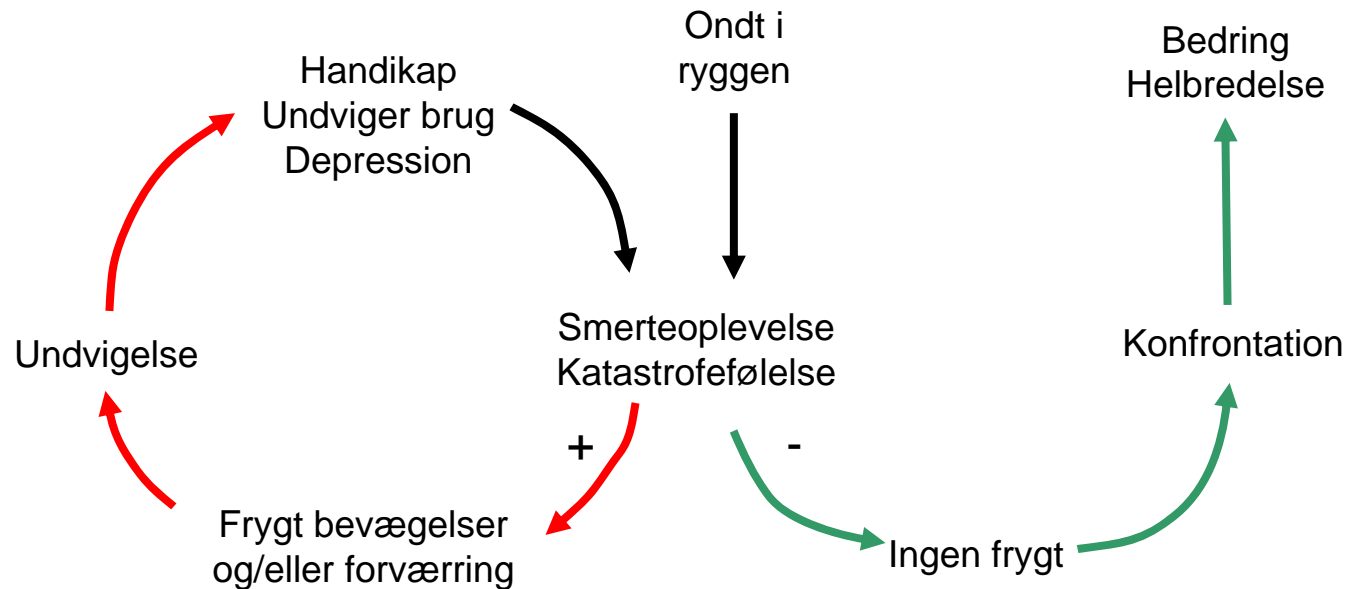 Ondt i
ryggen
Bedring
Helbredelse
Handikap
Undviger brug
Depression
Smerteoplevelse
Katastrofefølelse
Undvigelse
Konfrontation
+
-
Frygt bevægelser
og/eller forværring
Ingen frygt